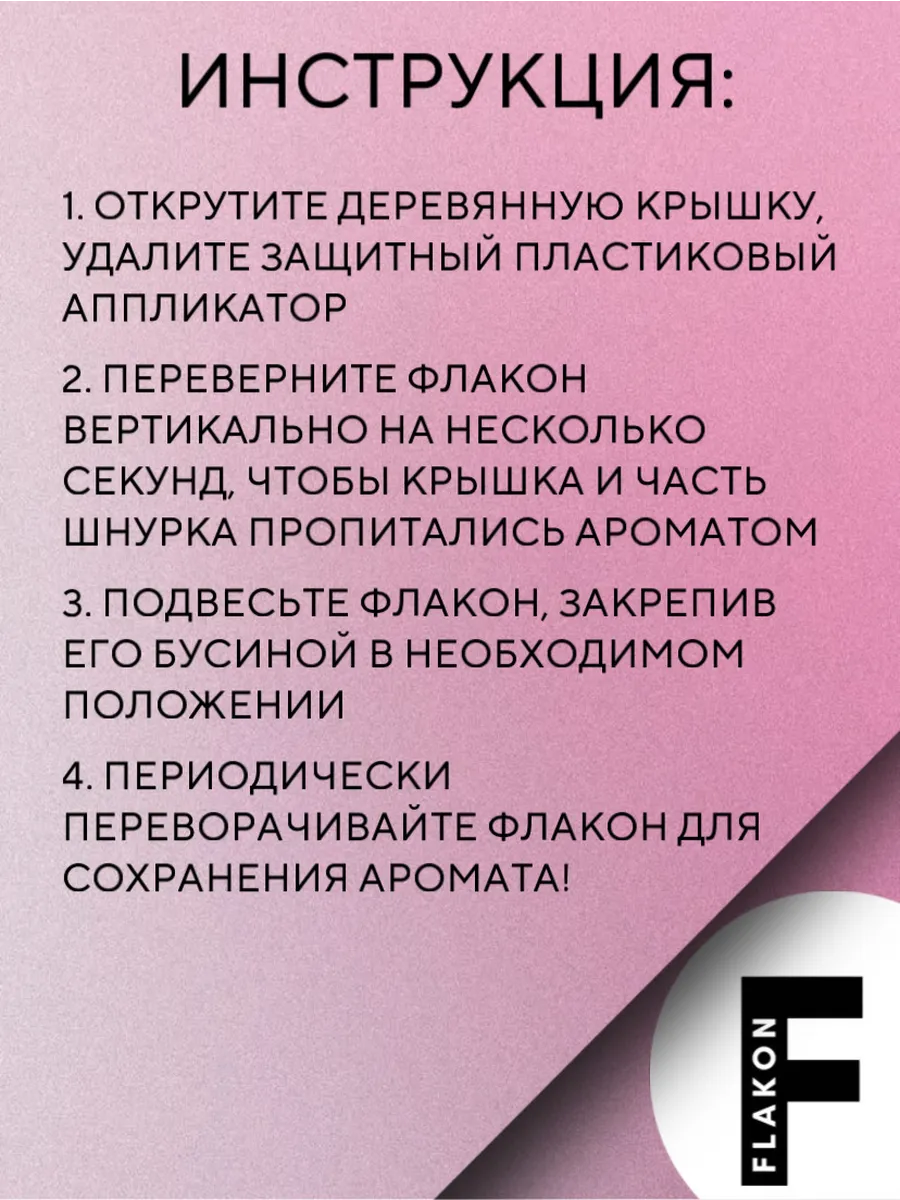 ИНСТРУКЦИЯ:
1. ОТКРУТИТЕ ДЕРЕВЯННУЮ КРЫШКУ,
УДАЛИТЕ ЗАЩИТНЫЙ ПЛАСТИКОВЫЙ
АППЛИКАТОР
2. ПЕРЕВЕРНИТЕ ФЛАКОН
ВЕРТИКАЛЬНО НА НЕСКОЛЬКО
СЕКУНД, ЧТОБЫ КРЫШКА И ЧАСТЬ
ШНУРКА ПРОПИТАЛИСЬ АРОМАТОМ
3. ПОДВЕСЬТЕ ФЛАКОН, ЗАКРЕПИВ
ЕГО БУСИНОЙ В НЕОБХОДИМОМ
ПОЛОЖЕНИИ
4. ПЕРИОДИЧЕСКИ
ПЕРЕВОРАЧИВАЙТЕ ФЛАКОН ДЛЯ
СОХРАНЕНИЯ АРОМАТА!
F
FLAKON